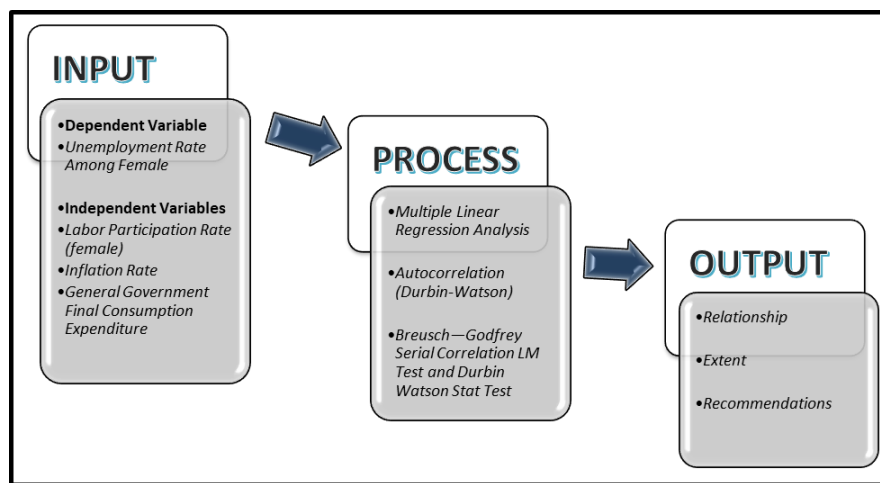 INPUT
•Dependent Variable
•Unemployment Rate
Among Female
•Independent Variables
•Labor Participation Rate
(female)
•Inflation Rate
•General Government
Final Consumption
Expenditure
PROCESS
•Multiple Linear
Regression Analysis
•Autocorrelation
(Durbin-Watson)
•Breusch—Godfrey
Serial Correlation LM
Test and Durbin
Watson Stat Test
OUTPUT
•Relationship
•Extent
•Recommendations